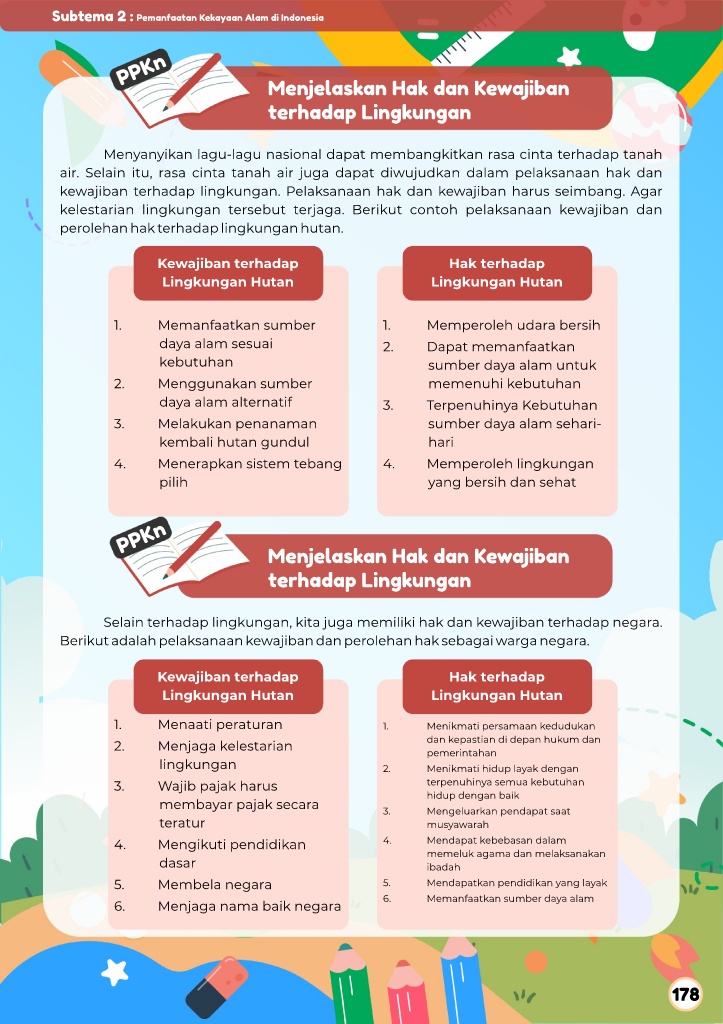 Subtema 2 : Pemanfaatan Kekayaan Alam di Indonesia
PPKn
Menjelaskan Hak dan Kewajiban
terhadap Lingkungan
Menyanyikan lagu-lagu nasional dapat membangkitkan rasa cinta terhadap tanah
air. Selain itu, rasa cinta tanah air juga dapat diwujudkan dalam pelaksanaan hak dan
kewajiban terhadap lingkungan. Pelaksanaan hak dan kewajiban harus seimbang. Agar
kelestarian lingkungan tersebut terjaga. Berikut contoh pelaksanaan kewajiban dan
perolehan hak terhadap lingkungan hutan.
Kewajiban terhadap
Lingkungan Hutan
1. Memanfaatkan sumber
daya alam sesuai
kebutuhan
2. Menggunakan sumber
daya alam alternatif
3. Melakukan penanaman
kembali hutan gundul
4. Menerapkan sistem tebang
pilih
Hak terhadap
Lingkungan Hutan
1. Memperoleh udara bersih
2. Dapat memanfaatkan
sumber daya alam untuk
memenuhi kebutuhan
3. Terpenuhinya Kebutuhan
sumber daya alam sehari-
hari
4. Memperoleh lingkungan
yang bersih dan sehat
PPKn
Menjelaskan Hak dan Kewajiban
terhadap Lingkungan
Selain terhadap lingkungan, kita juga memiliki hak dan kewajiban terhadap negara.
Berikut adalah pelaksanaan kewajiban dan perolehan hak sebagai warga negara.
Kewajiban terhadap
Lingkungan Hutan
1. Menaati peraturan
2. Menjaga kelestarian
lingkungan
3. Wajib pajak harus
membayar pajak secara
teratur
4. Mengikuti pendidikan
dasar
5. Membela negara
6. Menjaga nama baik negara
Hak terhadap
Lingkungan Hutan
1. Menikmati persamaan kedudukan
dan kepastian di depan hukum dan
pemerintahan
2. Menikmati hidup layak dengan
terpenuhinya semua kebutuhan
hidup dengan baik
3. Mengeluarkan pendapat saat
musyawarah
4. Mendapat kebebasan dalam
memeluk agama dan melaksanakan
ibadah
5. Mendapatkan pendidikan yang layak
6. Memanfaatkan sumber daya alam
178